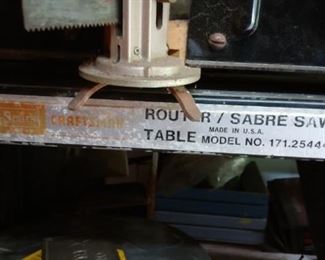 Sears CRAFTSMAN ROUTER / SABRE SAW
MADE IN U.S.A.
TABLE MODEL NO. 171.25444